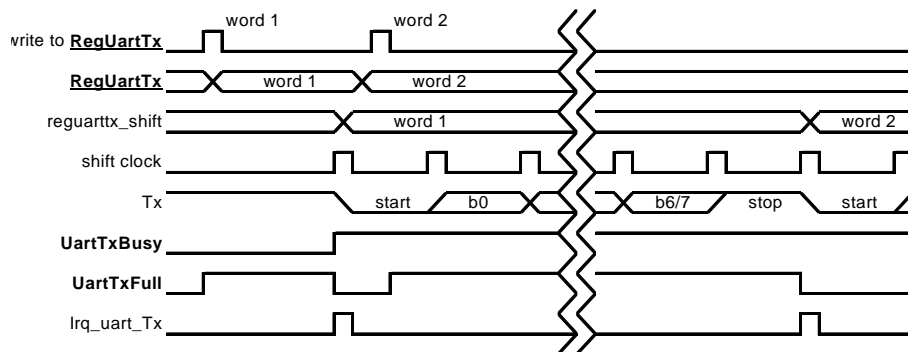 word 1 word 2
write to RegUartTx
RegUartTx word 1 word 2
reguarttx_shift word 1 word 2
shift clock
Tx start b0 b6/7 stop start
UartTxBusy
UartTxFull
Irq_uart_Tx